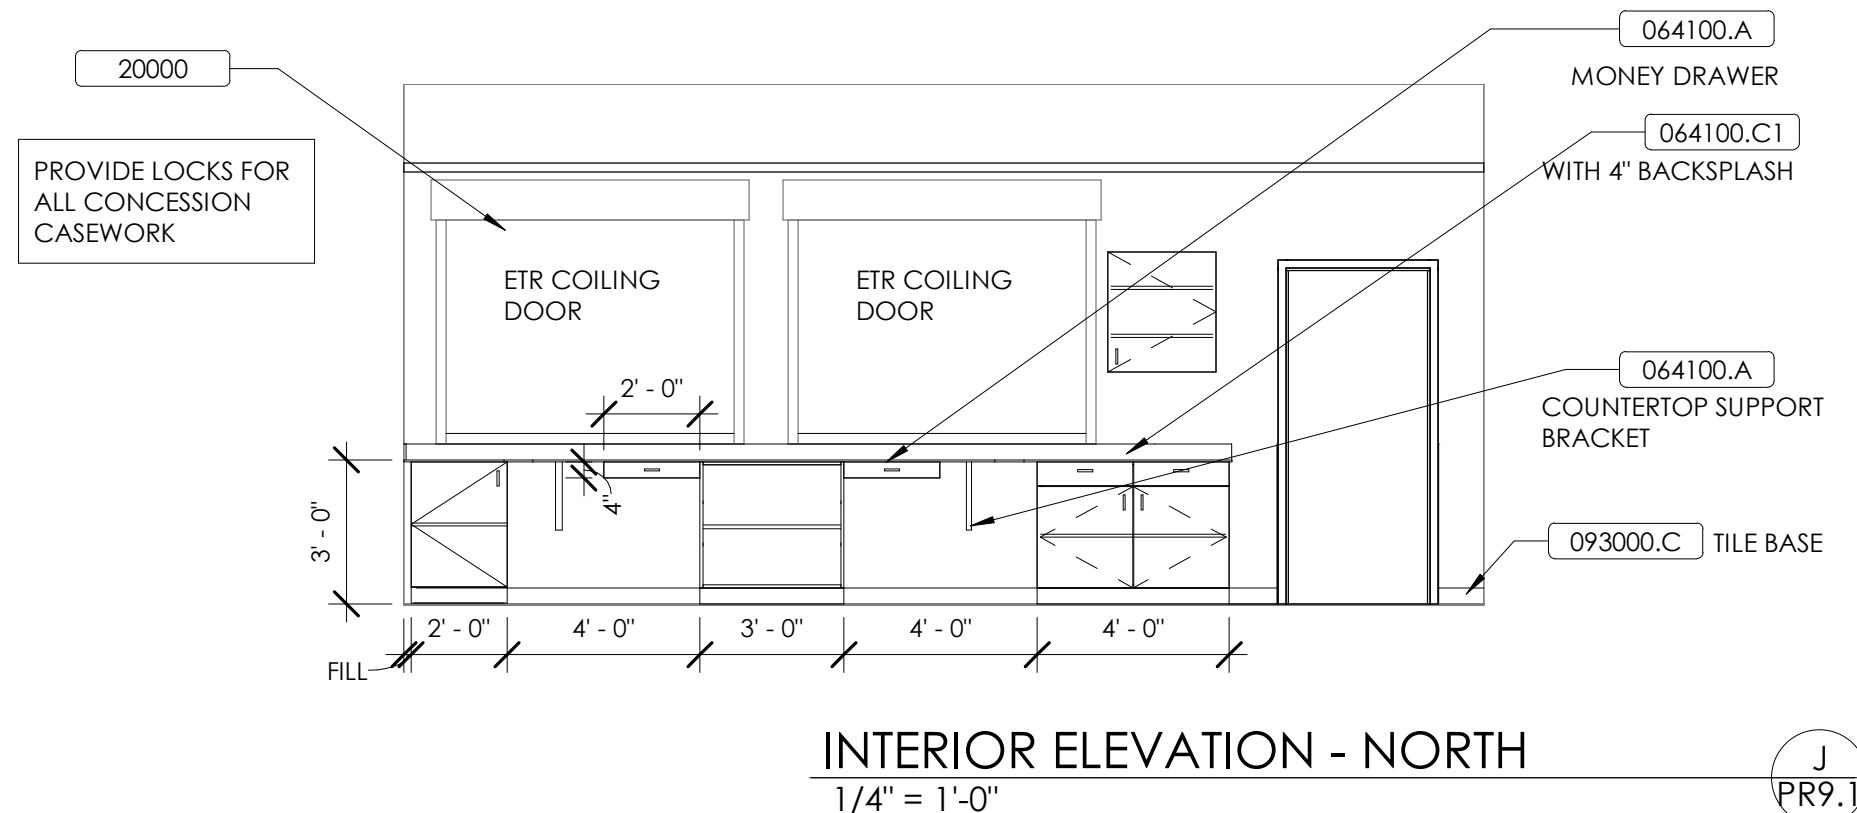 064100.A
MONEY DRAWER
20000
064100.C1
WITH 4" BACKSPLASH
PROVIDE LOCKS FOR
ALL CONCESSION
CASEWORK
ETR COILING
DOOR
ETR COILING
DOOR
064100.A
COUNTERTOP SUPPORT
BRACKET
2' - 0"
4"
3' - 0"
093000.C TILE BASE
2' - 0" 4' - 0" 3' - 0" 4' - 0" 4' - 0"
FILL
INTERIOR ELEVATION - NORTH
1/4" = 1'-0"
J
PR9.1